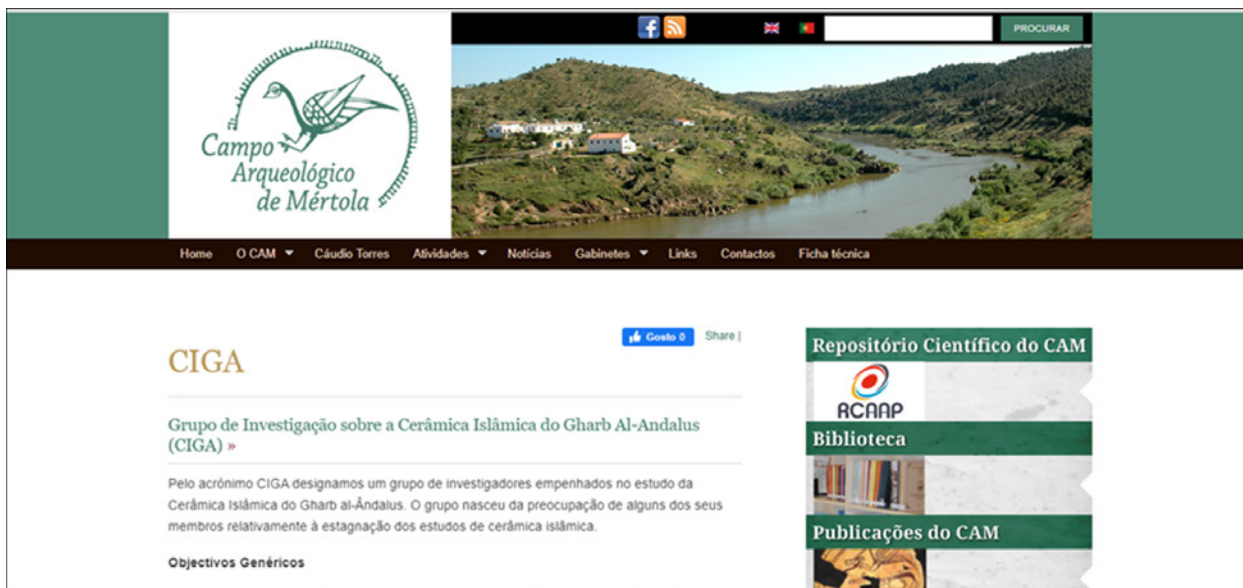 PROCURAR
Campo
Arqueológico
de Mértola
Home O CAM Cáudio Torres Atividades Notícias Gabinetes Links Contactos Ficha técnica
Gosto 0 Share |
CIGA
Grupo de Investigação sobre a Cerâmica Islâmica do Gharb Al-Andalus
(CIGA) »
Pelo acrónimo CIGA designamos um grupo de investigadores empenhados no estudo da
Cerâmica Islâmica do Gharb al-Ândalus. O grupo nasceu da preocupação de alguns dos seus
membros relativamente à estagnação dos estudos de cerâmica islâmica.
Objectivos Genéricos
Repositório Científico do CAM
RCAAP
Biblioteca
Publicações do CAM